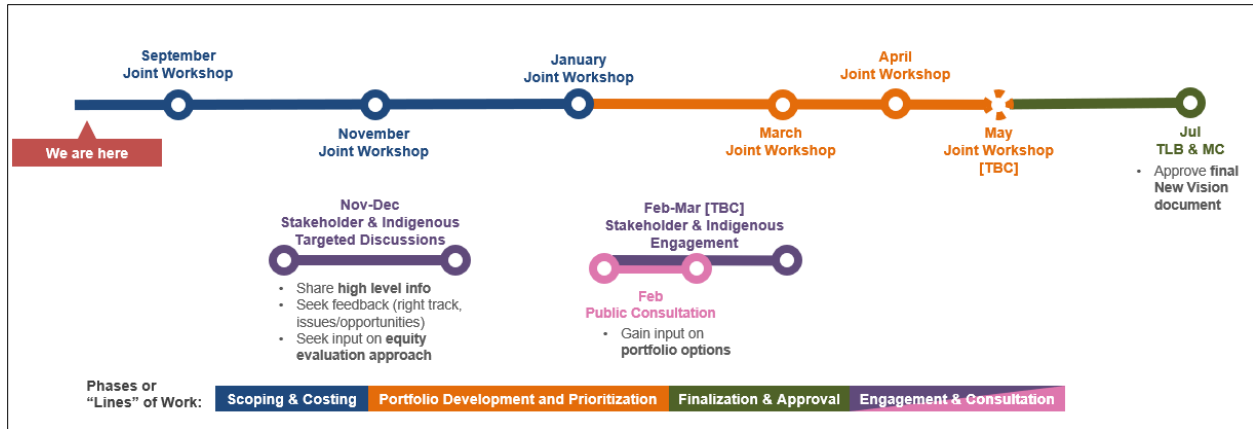 September
Joint Workshop
January
Joint Workshop
April
Joint Workshop
We are here
November
Joint Workshop
March
Joint Workshop
May
Joint Workshop
[TBC]
Jul
TLB & MC
• Approve final
New Vision
document
Nov-Dec
Stakeholder & Indigenous
Targeted Discussions
• Share high level info
• Seek feedback (right track,
issues/opportunities)
• Seek input on equity
evaluation approach
Feb-Mar [TBC]
Stakeholder & Indigenous
Engagement
Feb
Public Consultation
• Gain input on
portfolio options
Phases or
“Lines” of Work:
Scoping & Costing
Portfolio Development and Prioritization
Finalization & Approval
Engagement & Consultation